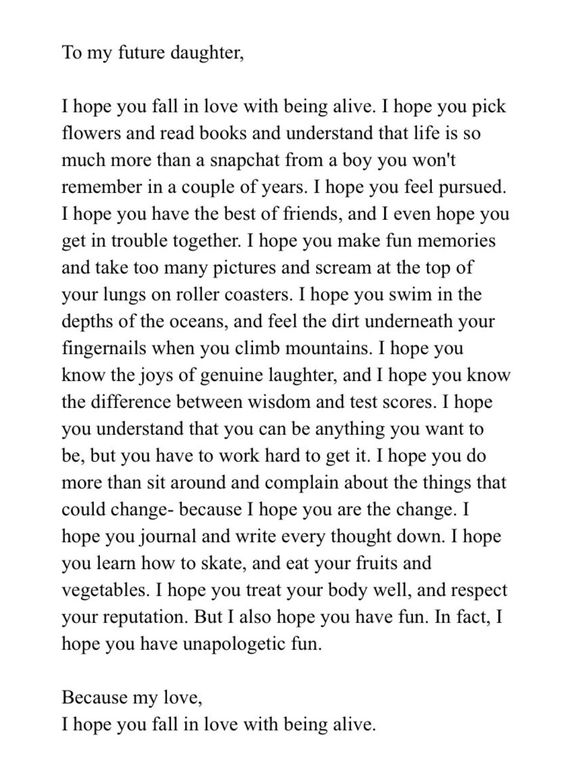 To my future daughter,
I hope you fall in love with being alive. I hope you pick
flowers and read books and understand that life is so
much more than a snapchat from a boy you won't
remember in a couple of years. I hope you feel pursued.
I hope you have the best of friends, and I even hope you
get in trouble together. I hope you make fun memories
and take too many pictures and scream at the top of
your lungs on roller coasters. I hope you swim in the
depths of the oceans, and feel the dirt underneath your
fingernails when you climb mountains. I hope you
know the joys of genuine laughter, and I hope you know
the difference between wisdom and test scores. I hope
you understand that you can be anything you want to
be, but you have to work hard to get it. I hope you do
more than sit around and complain about the things that
could change- because I hope you are the change. I
hope you journal and write every thought down. I hope
you learn how to skate, and eat your fruits and
vegetables. I hope you treat your body well, and respect
your reputation. But I also hope you have fun. In fact, I
hope you have unapologetic fun.
Because my love,
I hope you fall in love with being alive.